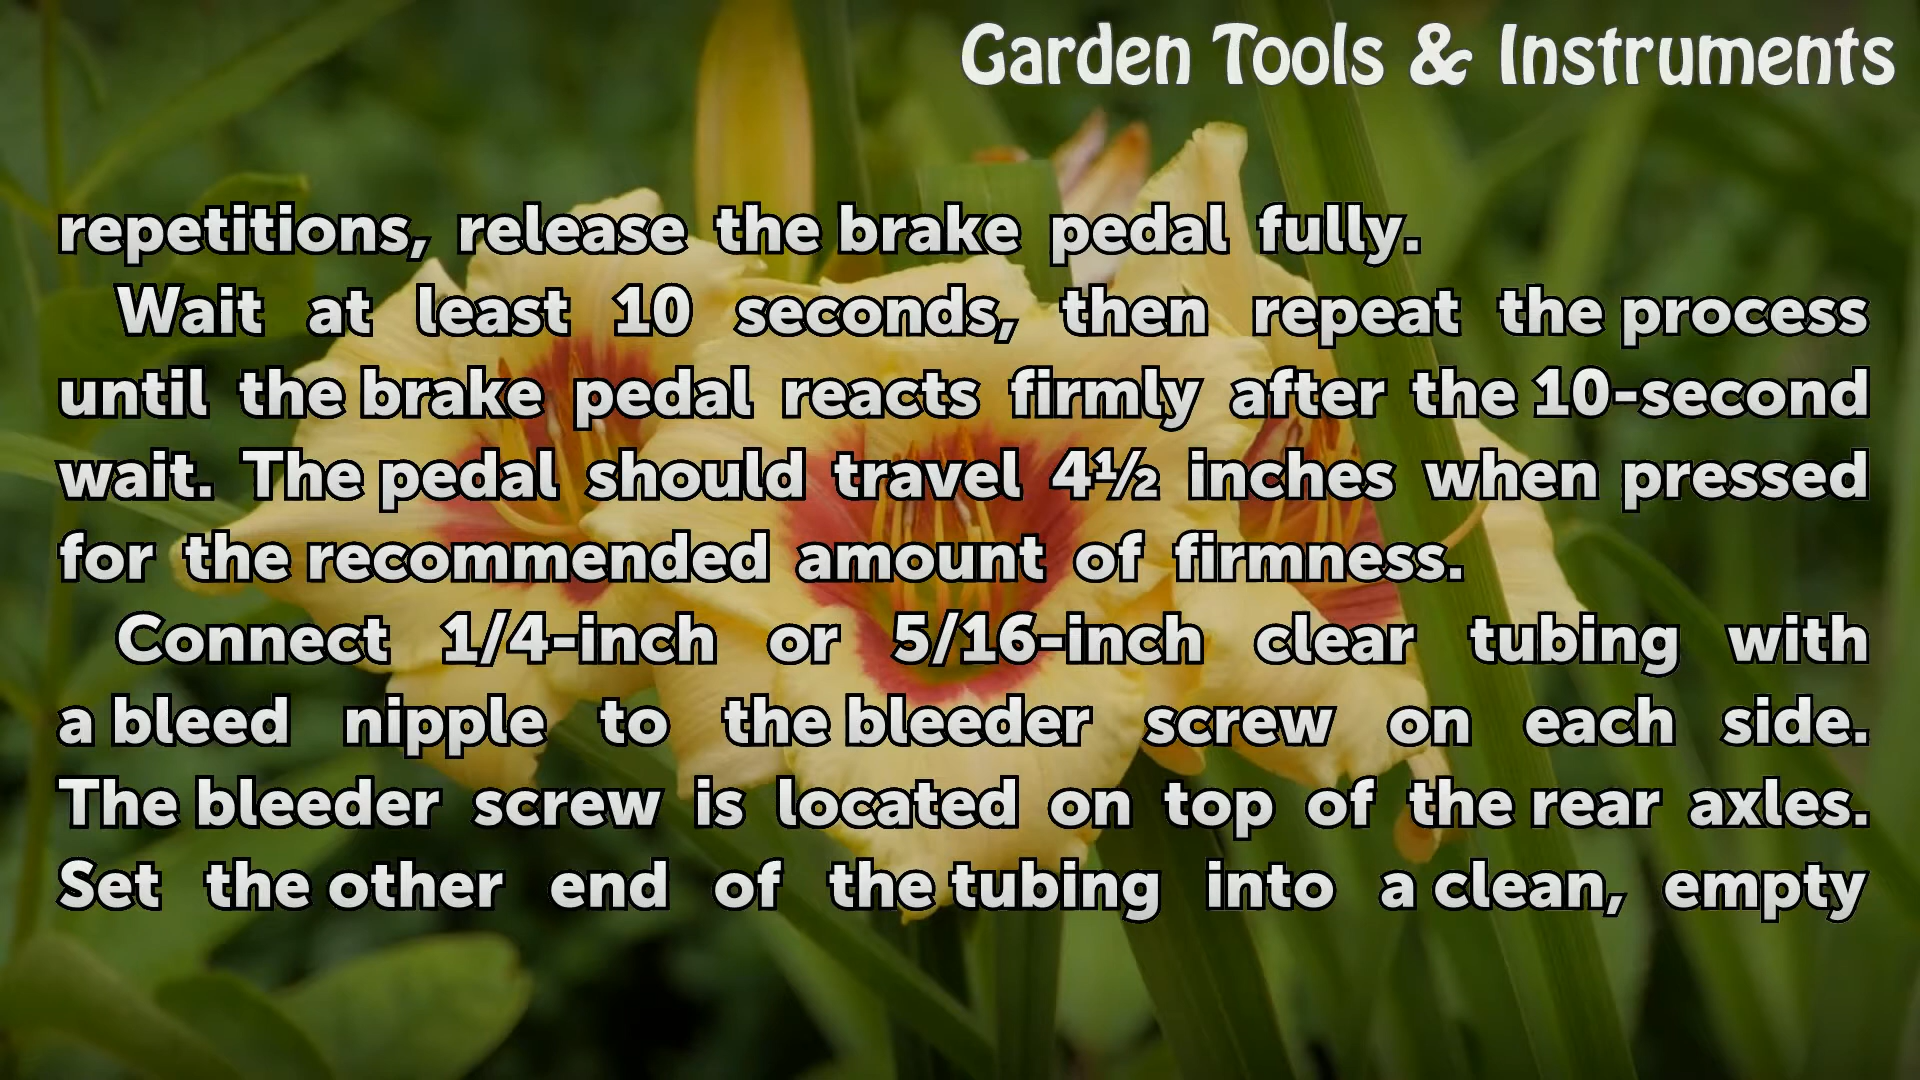 Garden Tools & Instruments
repetitions, release the brake pedal fully.
Wait at least 10 seconds, then repeat the process
until the brake pedal reacts firmly after the 10-second
wait. The pedal should travel 4½ inches when pressed
for the recommended amount of firmness.
Connect 1/4-inch or 5/16-inch clear tubing with
a bleed nipple to the bleeder screw on each side.
The bleeder screw is located on top of the rear axles.
Set the other end of the tubing into a clean, empty